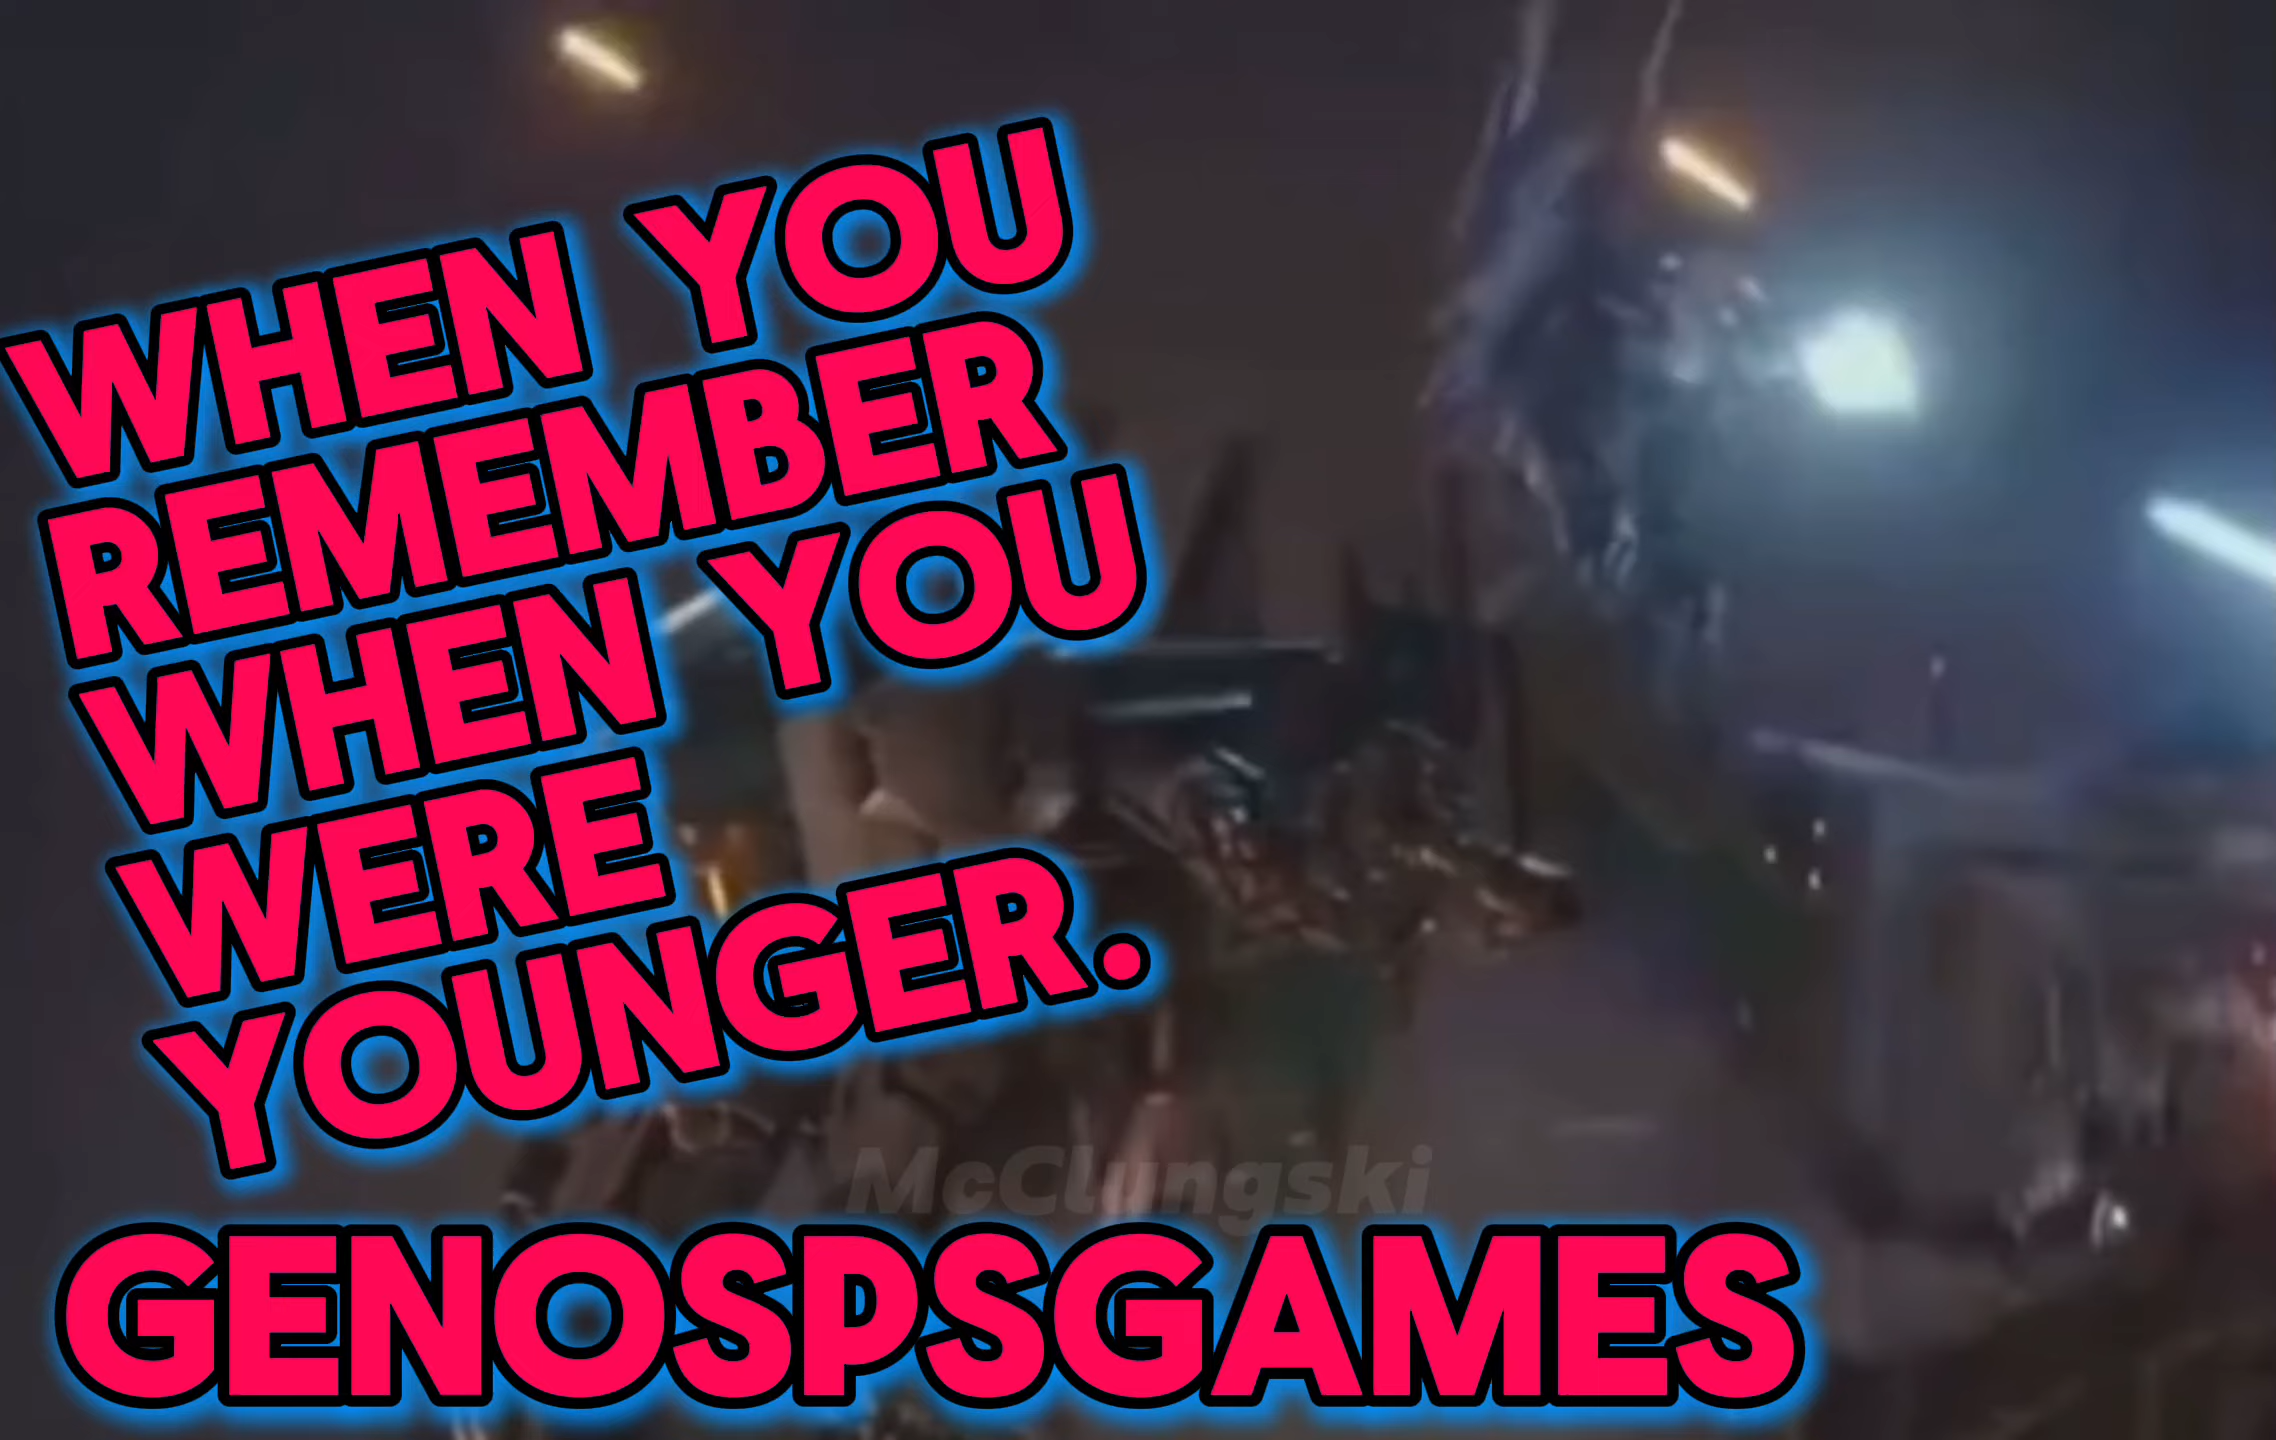 WHEN YOU
REMEMBER
WHEN YOU
WERE
YOUNGER.
McClungski
GENOSPSGAMES